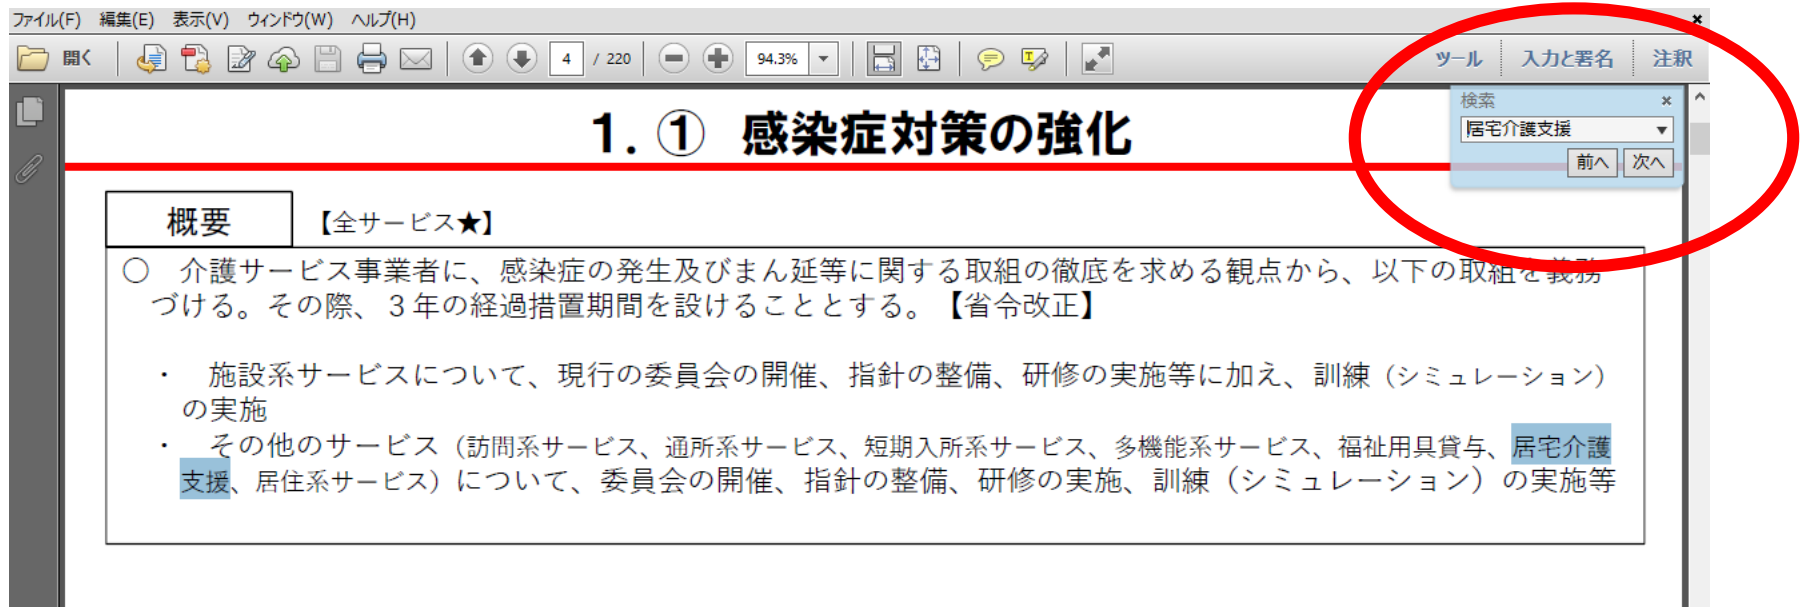 ファイル(F) 編集(E) 表示(V) ウィンドウ(W) ヘルプ(H)
開く 4 / 220 94.3% ツール 入力と署名 注釈
検索
居宅介護支援
前へ 次へ
1. ① 感染症対策の強化
概要 【全サービス★】
○ 介護サービス事業者に、感染症の発生及びまん延等に関する取組の徹底を求める観点から、以下の取組を義務
づける。その際、３年の経過措置期間を設けることとする。【省令改正】
・ 施設系サービスについて、現行の委員会の開催、指針の整備、研修の実施等に加え、訓練（シミュレーション）
の実施
・ その他のサービス（訪問系サービス、通所系サービス、短期入所系サービス、多機能系サービス、福祉用具貸与、居宅介護
支援、居住系サービス）について、委員会の開催、指針の整備、研修の実施、訓練（シミュレーション）の実施等